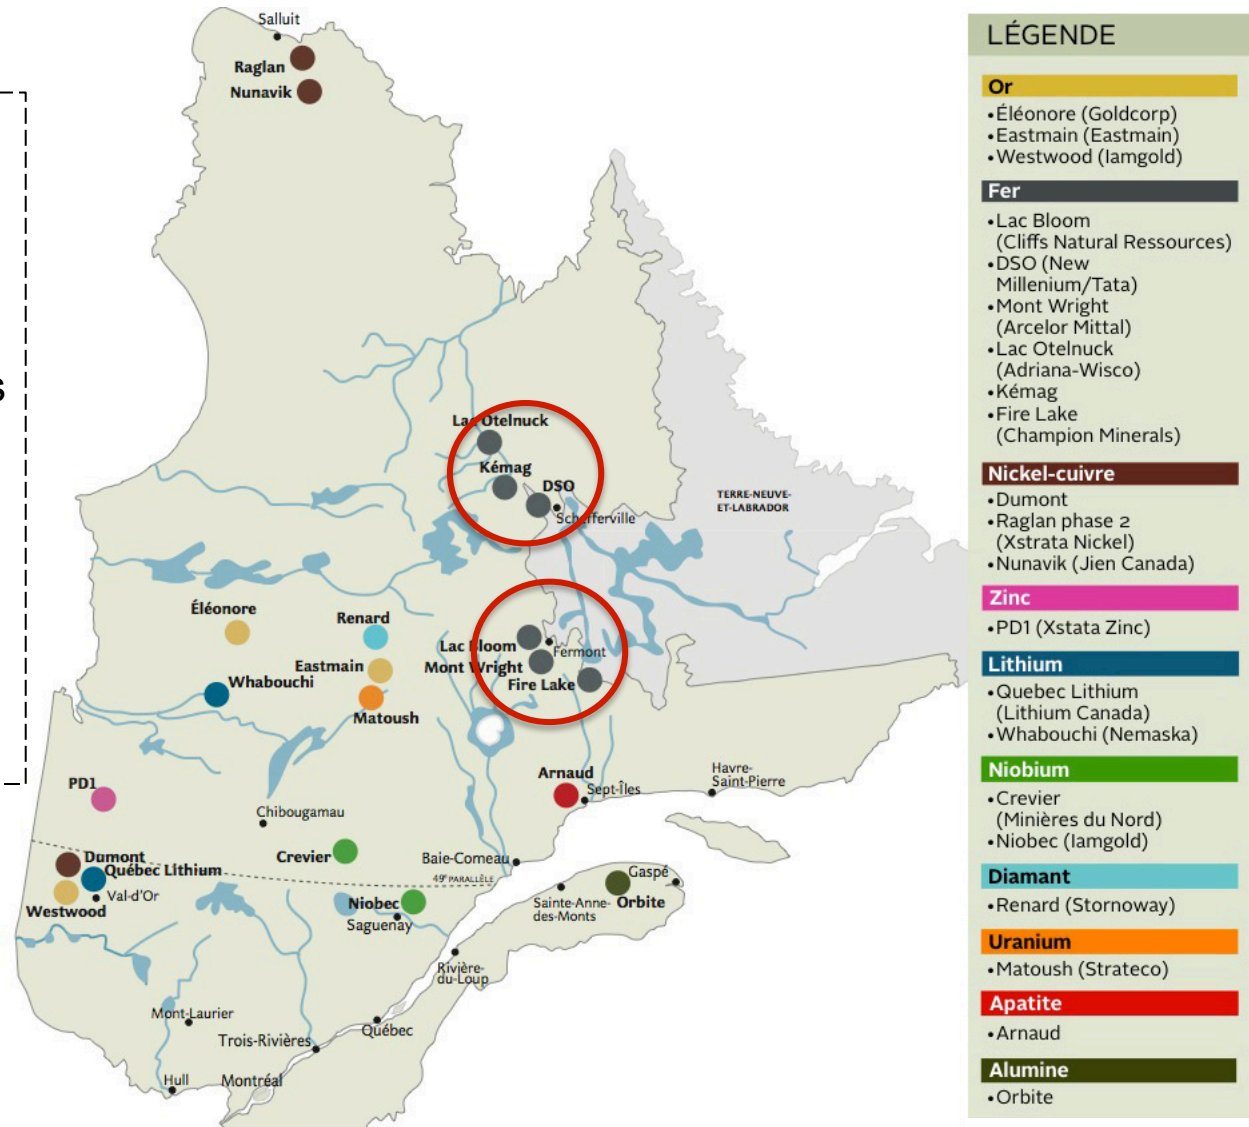 Salluit
Raglan
Nunavik
Lac Otelnuck
Kémag
DSO
Schefferville
TERRE-NEUVE-
ET-LABRADOR
Éléonore
Renard
Lac Bloom
Fermont
Eastmain
Mont Wright
Whabouchi
Fire Lake
Matoush
PD1
Arnaud
Sept-Îles
Havre-
Saint-Pierre
Chibougamau
Dumont
Crevier
Baie-Comeau
Québec Lithium
49e PARALLÈLE
Gaspé
Val-d'Or
Niobec
Sainte-Anne-
des-Monts
Orbite
Westwood
Saguenay
Rivière-
du-Loup
Mont-Laurier
Québec
Trois-Rivières
Hull
Montréal
s
LÉGENDE
Or
•Éléonore (Goldcorp)
•Eastmain (Eastmain)
•Westwood (Iamgold)
Fer
•Lac Bloom
(Cliffs Natural Ressources)
•DSO (New
Millenium/Tata)
•Mont Wright
(Arcelor Mittal)
•Lac Otelnuck
(Adriana-Wisco)
•Kémag
•Fire Lake
(Champion Minerals)
Nickel-cuivre
•Dumont
•Raglan phase 2
(Xstrata Nickel)
•Nunavik (Jien Canada)
Zinc
•PD1 (Xstata Zinc)
Lithium
•Quebec Lithium
(Lithium Canada)
•Whabouchi (Nemaska)
Niobium
•Crevier
(Minières du Nord)
•Niobec (Iamgold)
Diamant
•Renard (Stornoway)
Uranium
•Matoush (Strateco)
Apatite
•Arnaud
Alumine
•Orbite